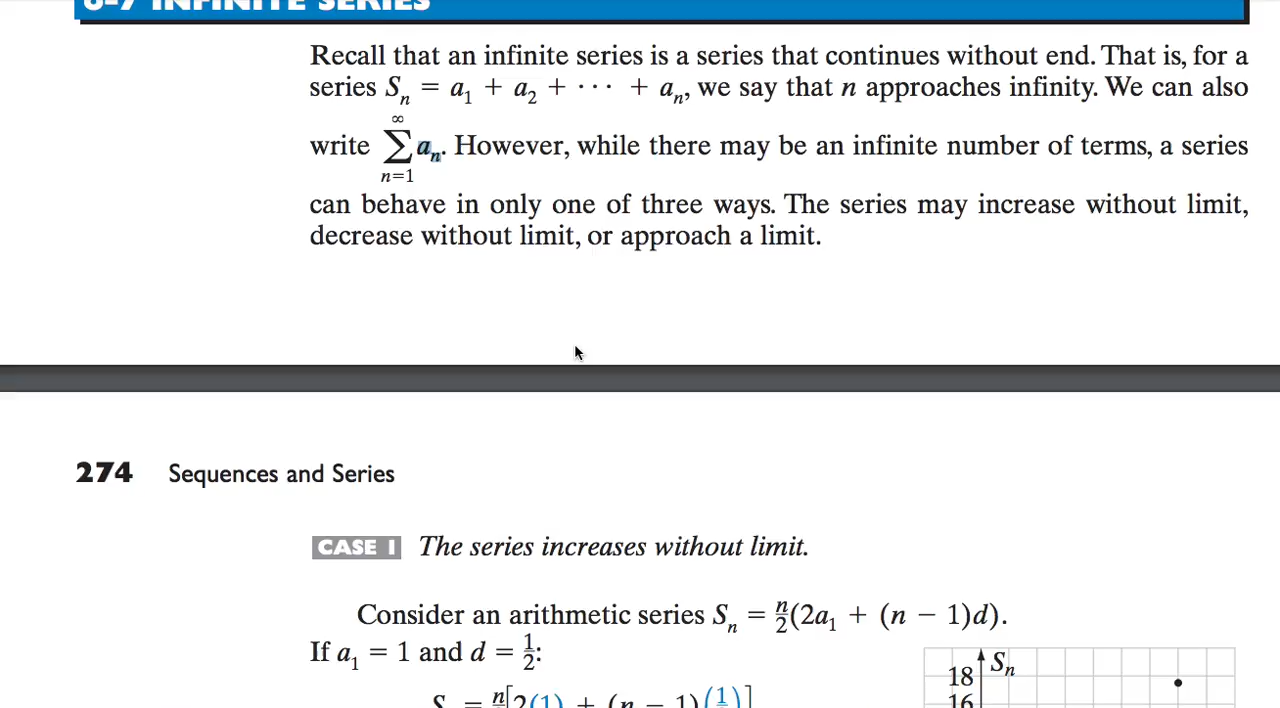 6-7 INFINITE SERIES
Recall that an infinite series is a series that continues without end. That is, for a
series Sₙ = a₁ + a₂ + ··· + aₙ, we say that n approaches infinity. We can also
write ∑_{n=1}^{∞} aₙ. However, while there may be an infinite number of terms, a series
can behave in only one of three ways. The series may increase without limit,
decrease without limit, or approach a limit.
274 Sequences and Series
CASE I The series increases without limit.
Consider an arithmetic series Sₙ = n/2(2a₁ + (n − 1)d).
If a₁ = 1 and d = 1/2:
Sₙ
18
16